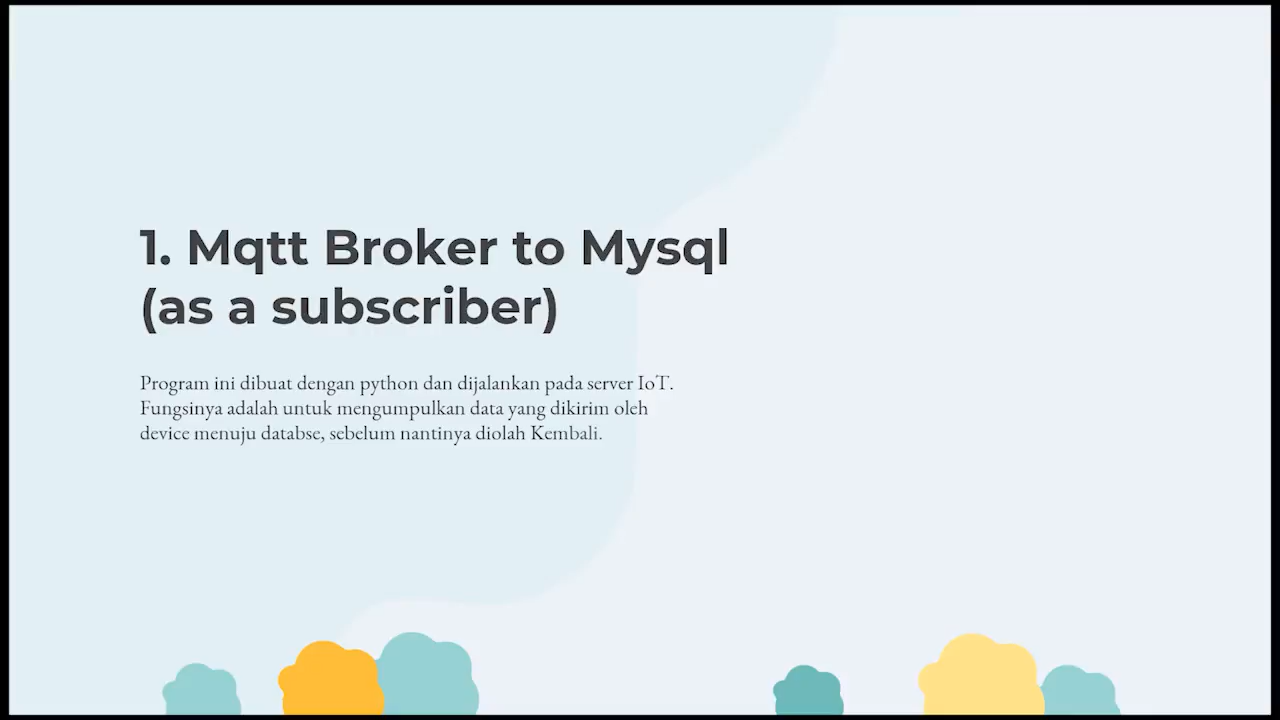 1. Mqtt Broker to Mysql
(as a subscriber)
Program ini dibuat dengan python dan dijalankan pada server IoT.
Fungsinya adalah untuk mengumpulkan data yang dikirim oleh
device menuju databse, sebelum nantinya diolah Kembali.